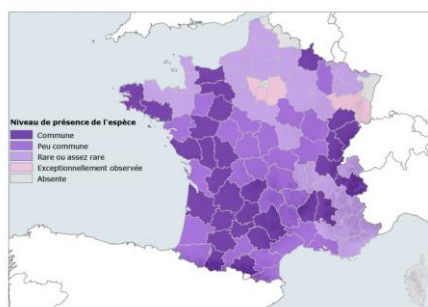 Niveau de présence de l'espèce
Commune
Peu commune
Rare ou assez rare
Exceptionnellement observée
Absente